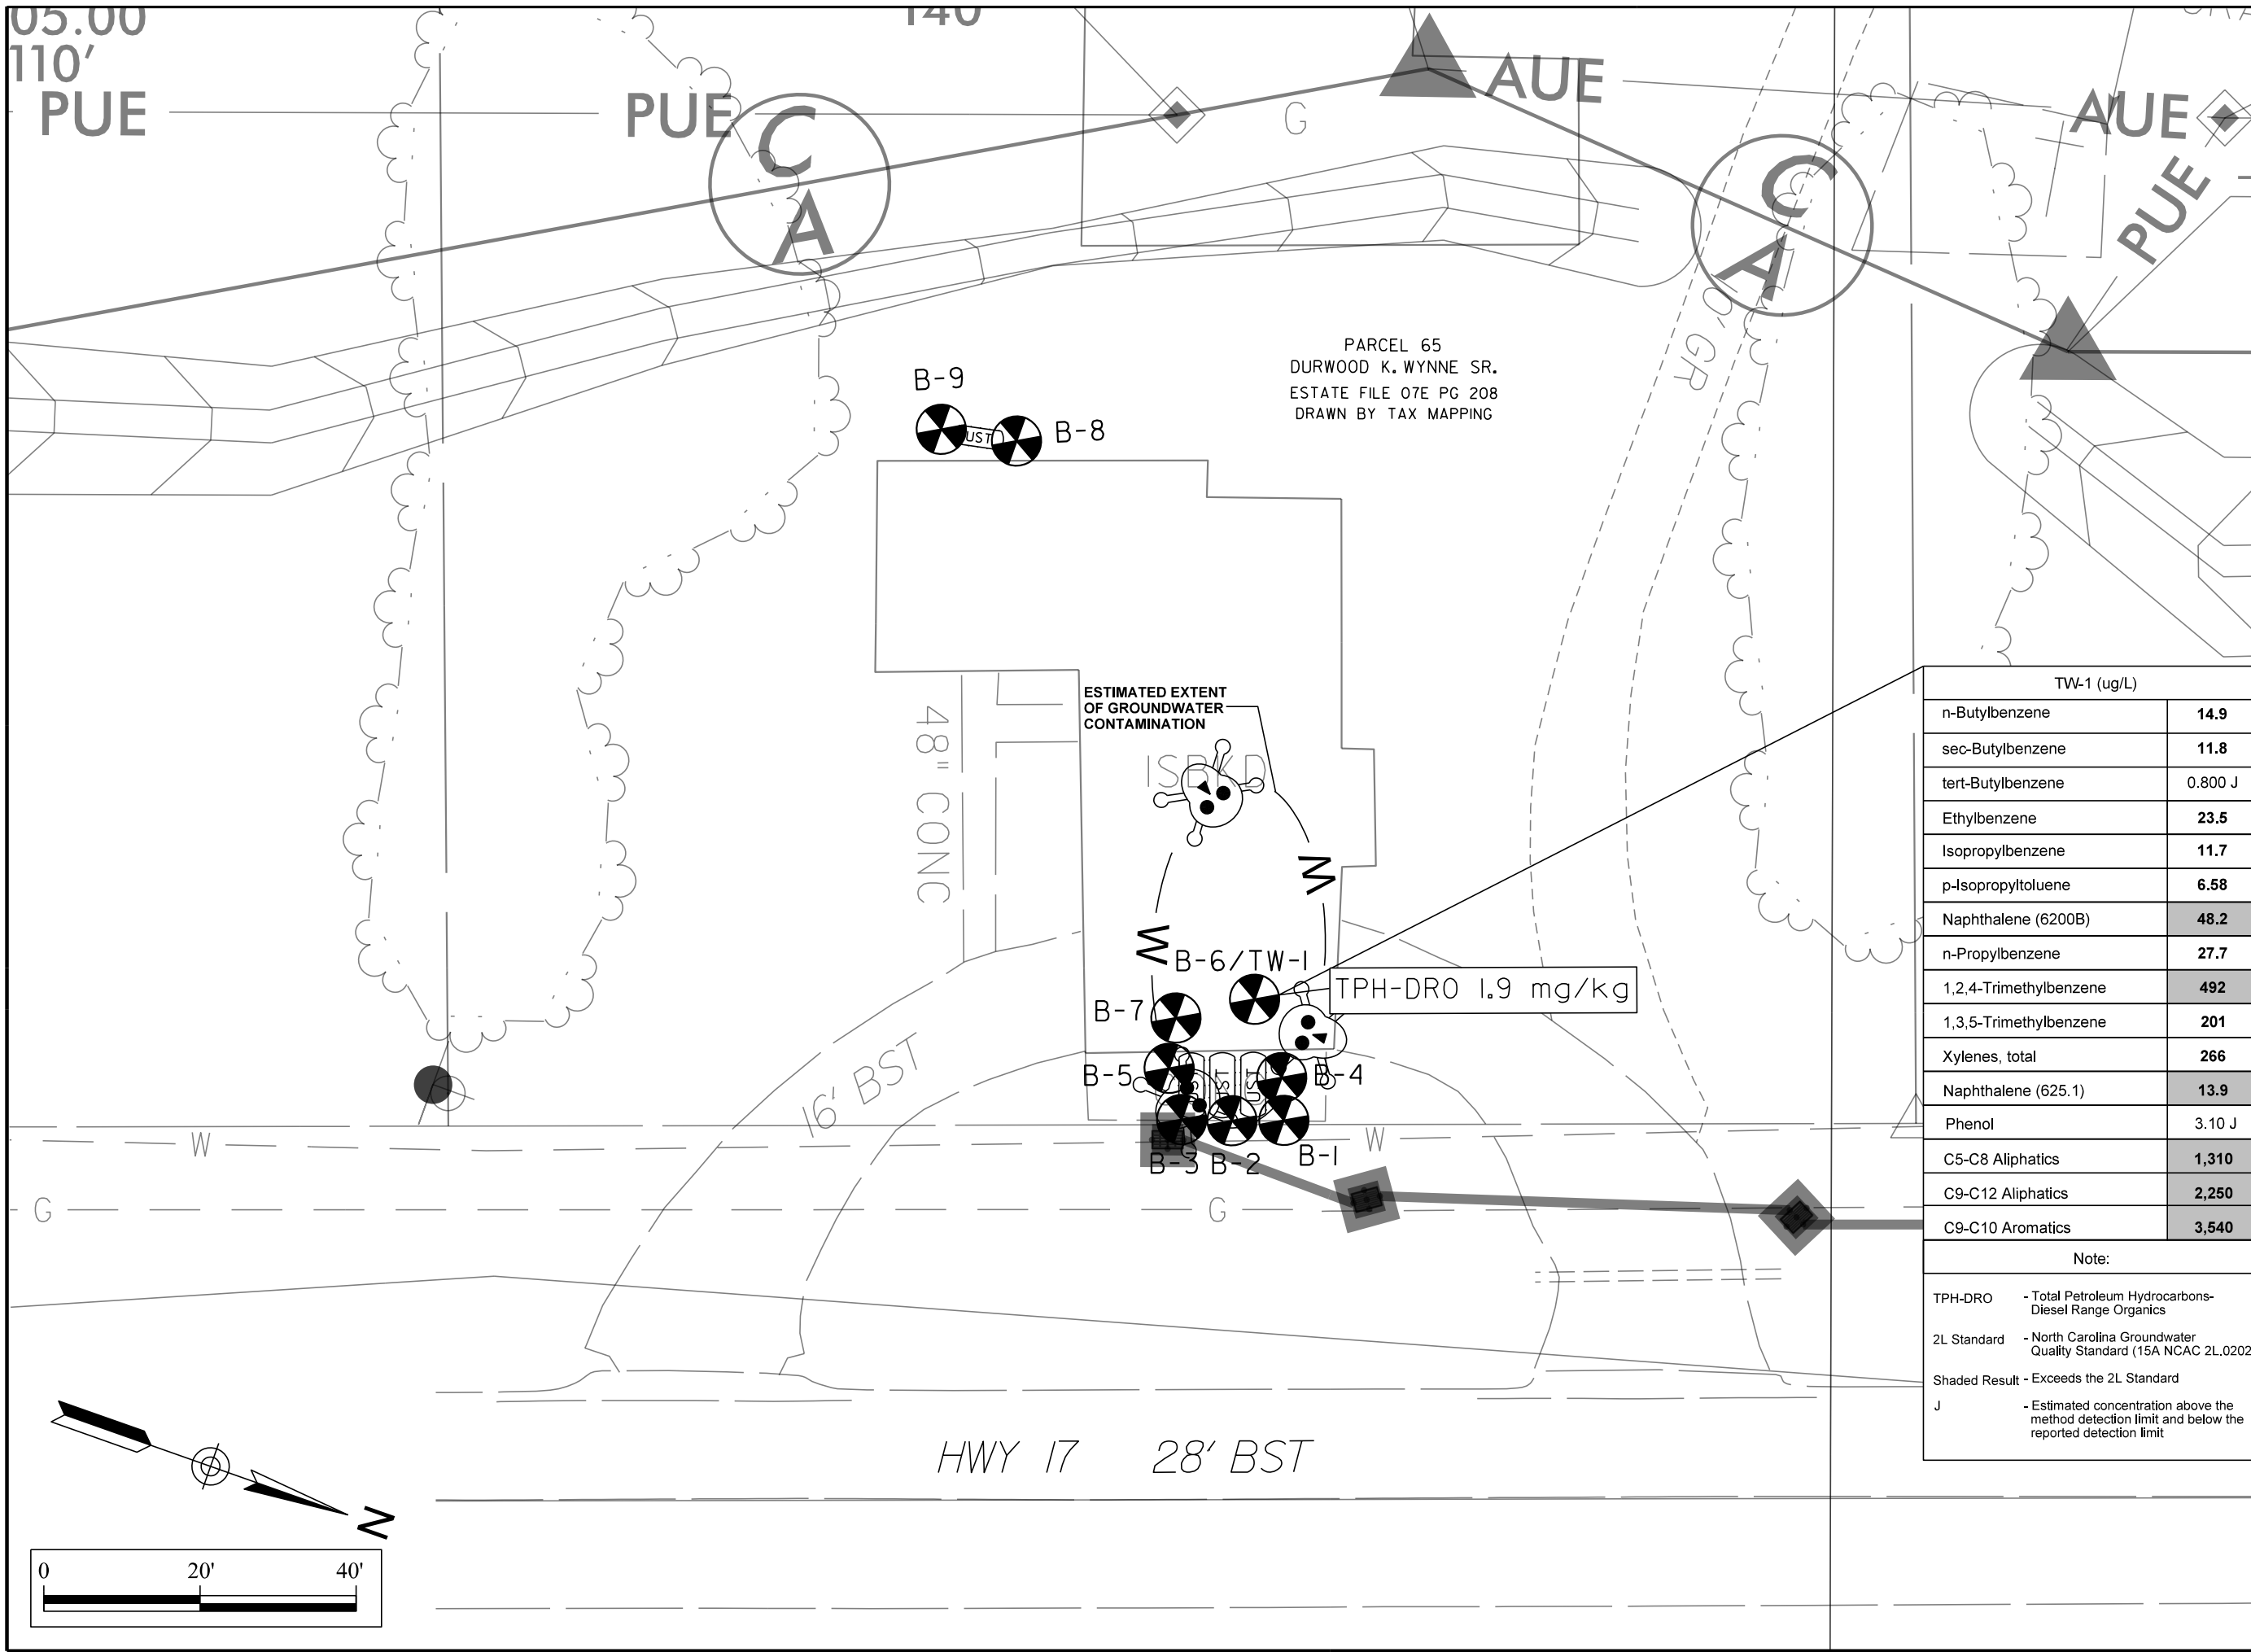 05.00
110'
PUE
PUE
140
AUE
AUE
PUE
G
C
A
C
A
10' GR
PARCEL 65
DURWOOD K. WYNNE SR.
ESTATE FILE 07E PG 208
DRAWN BY TAX MAPPING
B-9
UST
B-8
ESTIMATED EXTENT
OF GROUNDWATER
CONTAMINATION
48" CONC
ISBKD
W
W
B-6/TW-1
TPH-DRO 1.9 mg/kg
B-7
B-5
UST
UST
B-4
16' BST
B-3
B-2
B-1
W
W
G
G
HWY 17 28' BST
N
0 20' 40'
TW-1 (ug/L)
n-Butylbenzene 14.9
sec-Butylbenzene 11.8
tert-Butylbenzene 0.800 J
Ethylbenzene 23.5
Isopropylbenzene 11.7
p-Isopropyltoluene 6.58
Naphthalene (6200B) 48.2
n-Propylbenzene 27.7
1,2,4-Trimethylbenzene 492
1,3,5-Trimethylbenzene 201
Xylenes, total 266
Naphthalene (625.1) 13.9
Phenol 3.10 J
C5-C8 Aliphatics 1,310
C9-C12 Aliphatics 2,250
C9-C10 Aromatics 3,540
Note:
TPH-DRO - Total Petroleum Hydrocarbons-
Diesel Range Organics
2L Standard - North Carolina Groundwater
Quality Standard (15A NCAC 2L.0202
Shaded Result - Exceeds the 2L Standard
J - Estimated concentration above the
method detection limit and below the
reported detection limit